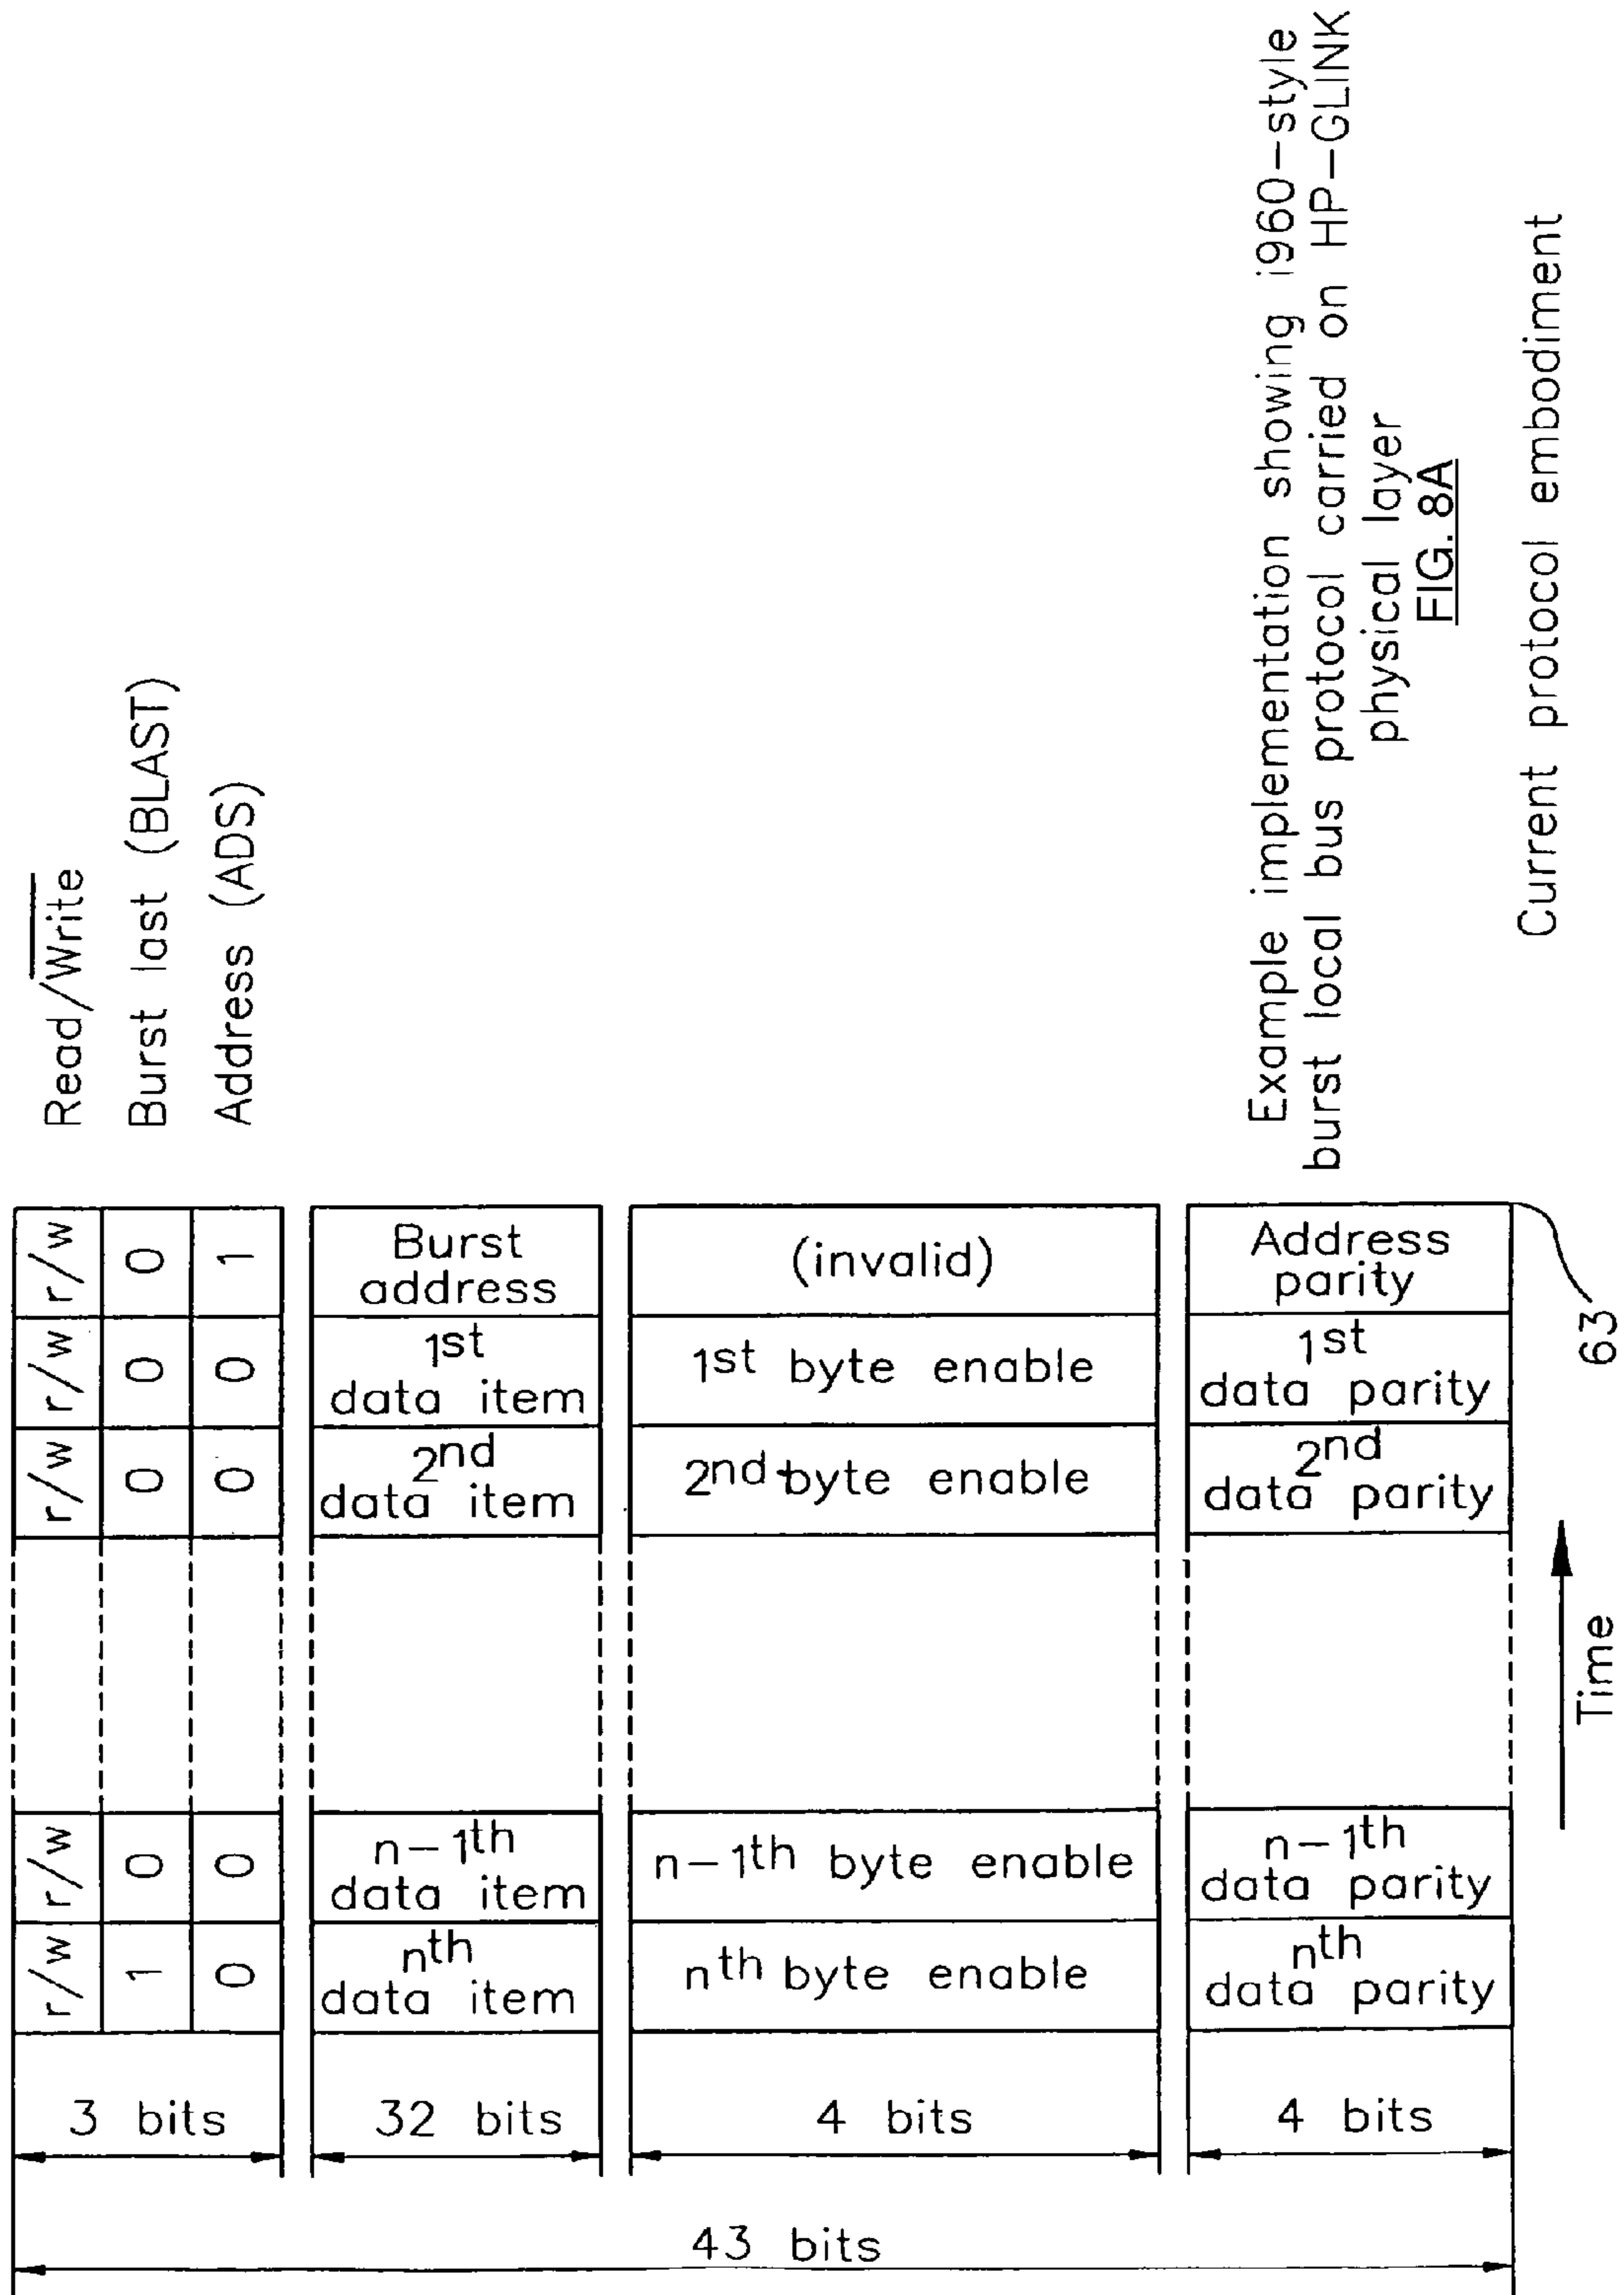 43 bits
3 bits
r/w r/w r/w r/w r/w Read/Write
1 0 0 0 0 Burst last (BLAST)
0 0 0 0 1 Address (ADS)
32 bits
nth data item
n-1th data item
2nd data item
1st data item
Burst address
4 bits
nth byte enable
n-1th byte enable
2nd byte enable
1st byte enable
(invalid)
4 bits
nth data parity
n-1th data parity
2nd data parity
1st data parity
Address parity
Time
63
Example implementation showing i960-style
burst local bus protocol carried on HP-GLINK
physical layer
FIG. 8A
Current protocol embodiment